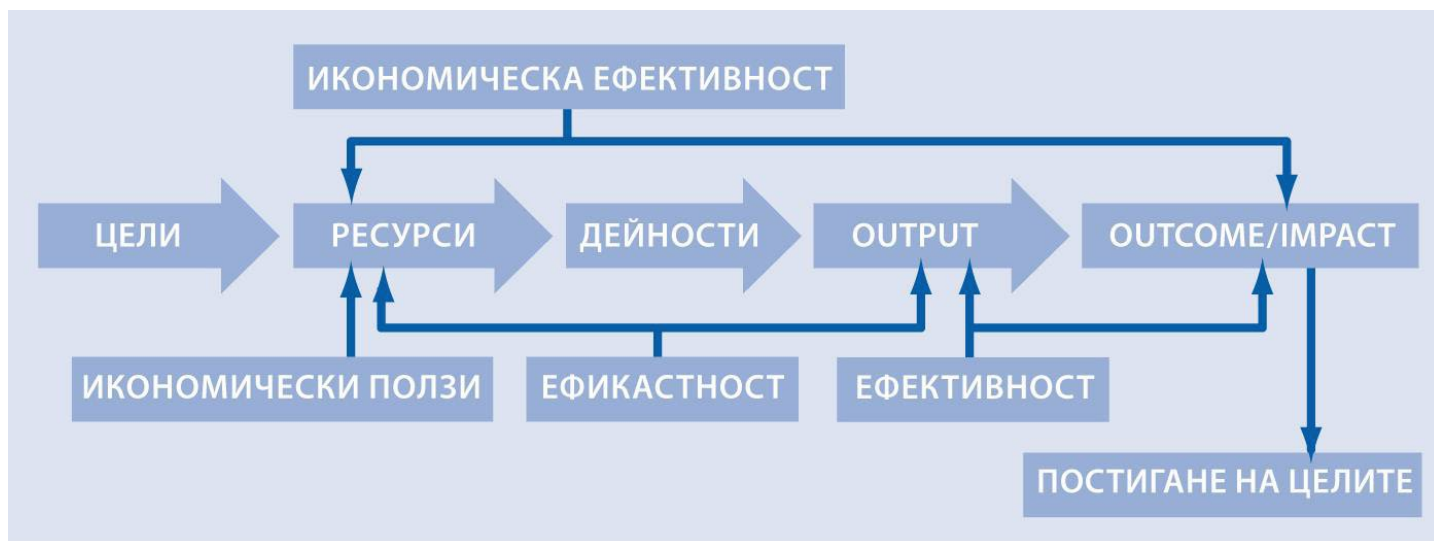 ИКОНОМИЧЕСКА ЕФЕКТИВНОСТ
ЦЕЛИ
РЕСУРСИ
ДЕЙНОСТИ
OUTPUT
OUTCOME/IMPACT
ИКОНОМИЧЕСКИ ПОЛЗИ
ЕФИКАСТНОСТ
ЕФЕКТИВНОСТ
ПОСТИГАНЕ НА ЦЕЛИТЕ